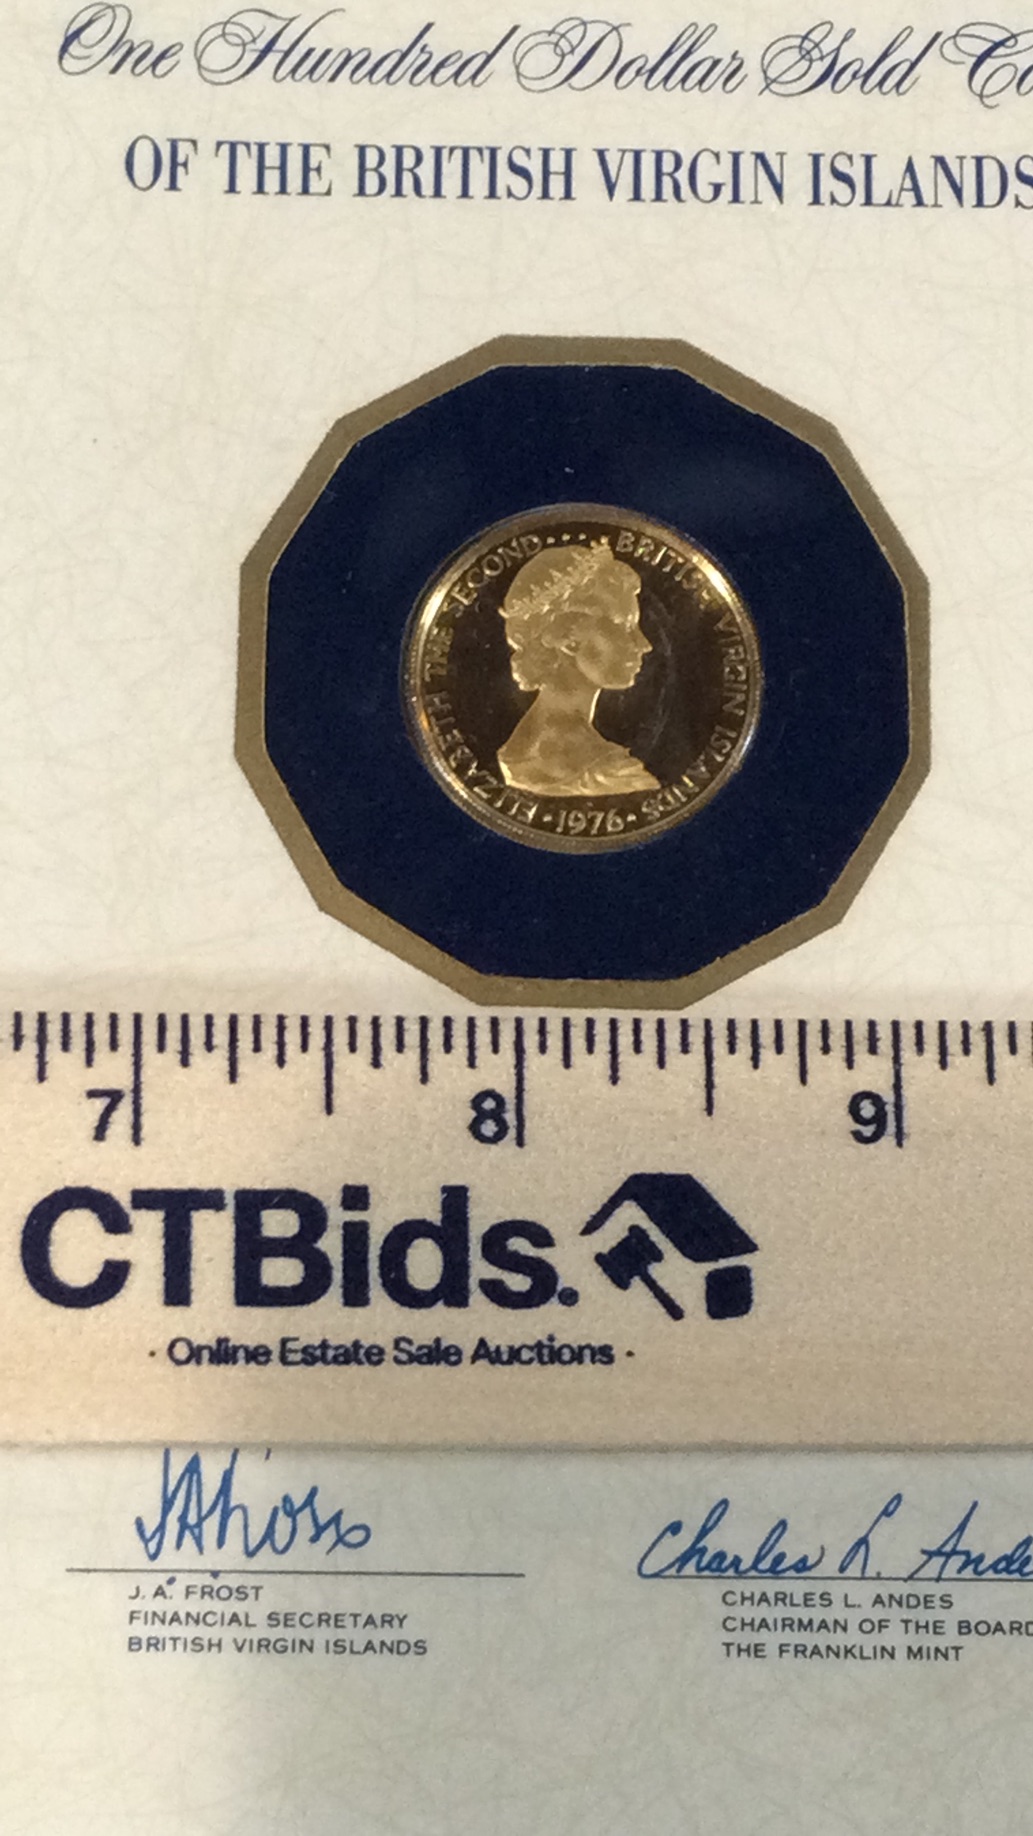 One Hundred Dollar Gold Co
OF THE BRITISH VIRGIN ISLANDS
ELIZABETH THE SECOND····· BRITISH VIRGIN ISLANDS ·1976·
7 8 9
CTBids.
· Online Estate Sale Auctions ·
Charles L. Ande
J. A. FROST
FINANCIAL SECRETARY
BRITISH VIRGIN ISLANDS
CHARLES L. ANDES
CHAIRMAN OF THE BOARD
THE FRANKLIN MINT